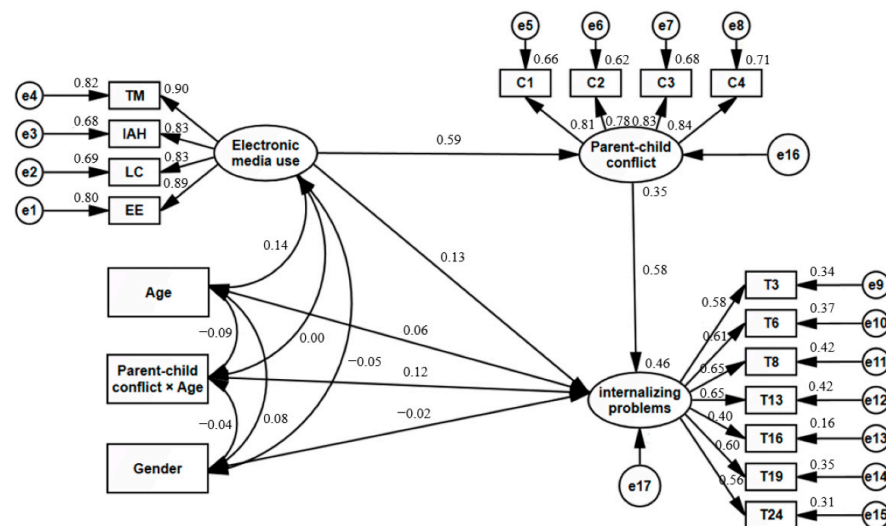 e5
e6
e7
e8
0.66
0.62
0.68
0.71
C1
C2
C3
C4
0.81
0.78
0.83
0.84
e4
0.82
TM
0.90
e3
0.68
IAH
0.83
e2
0.69
LC
0.83
e1
0.80
EE
0.89
Electronic
media use
0.59
Parent-child
conflict
e16
0.35
0.14
0.13
0.58
Age
−0.09
0.00
0.06
−0.05
Parent-child
conflict × Age
0.12
−0.04
0.08
−0.02
Gender
0.46
internalizing
problems
e17
0.58
T3
0.34
e9
0.61
T6
0.37
e10
0.65
T8
0.42
e11
0.65
T13
0.42
e12
0.40
T16
0.16
e13
0.60
T19
0.35
e14
0.56
T24
0.31
e15